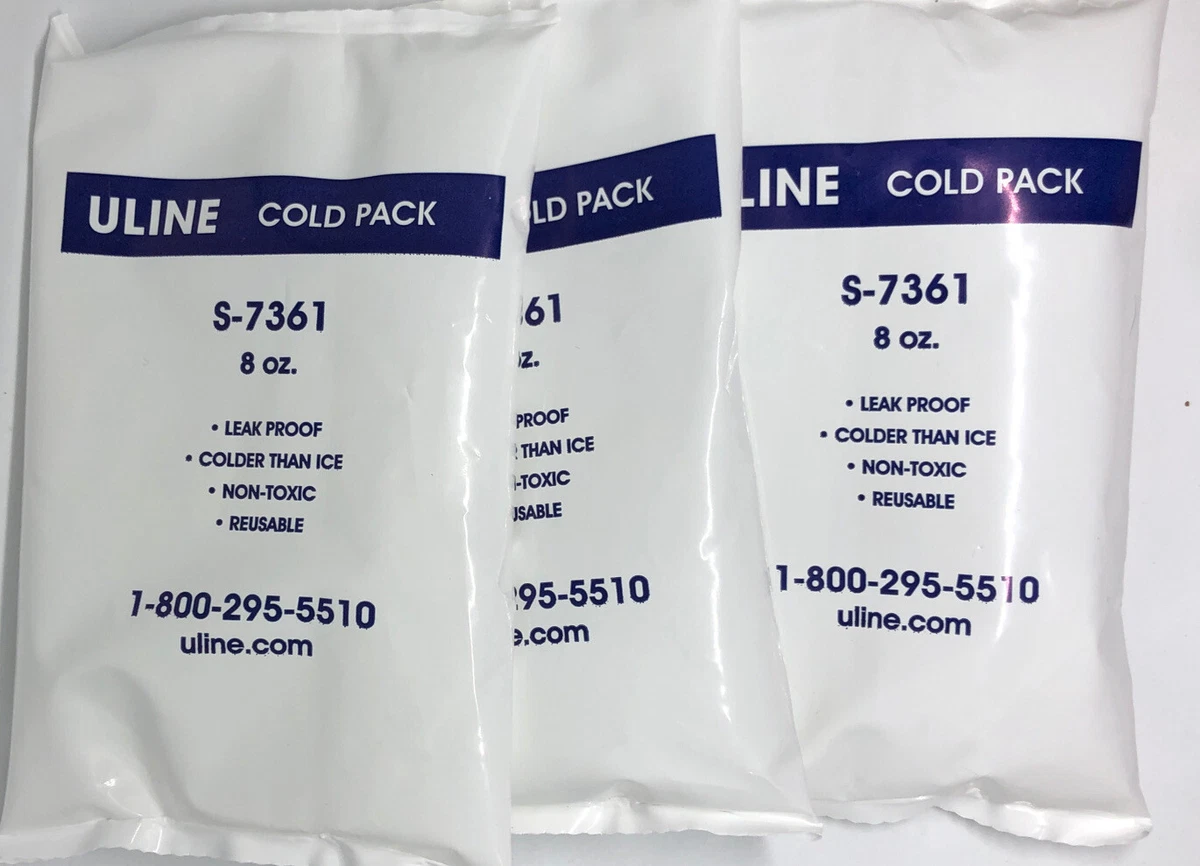 ULINE COLD PACK
S-7361
8 oz.
• LEAK PROOF
• COLDER THAN ICE
• NON-TOXIC
• REUSABLE
1-800-295-5510
uline.com
LD PACK
61
z.
PROOF
THAN ICE
-TOXIC
USABLE
95-5510
e.com
LINE COLD PACK
S-7361
8 oz.
• LEAK PROOF
• COLDER THAN ICE
• NON-TOXIC
• REUSABLE
1-800-295-5510
uline.com